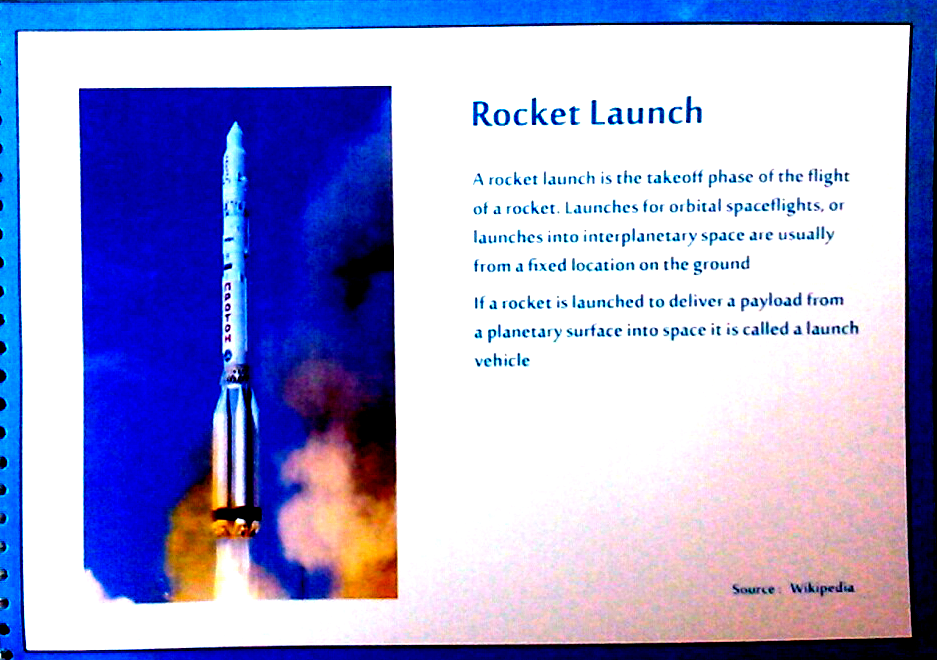 Rocket Launch
A rocket launch is the takeoff phase of the flight
of a rocket. Launches for orbital spaceflights, or
launches into interplanetary space are usually
from a fixed location on the ground
If a rocket is launched to deliver a payload from
a planetary surface into space it is called a launch
vehicle
ПРОТОН
Source : Wikipedia